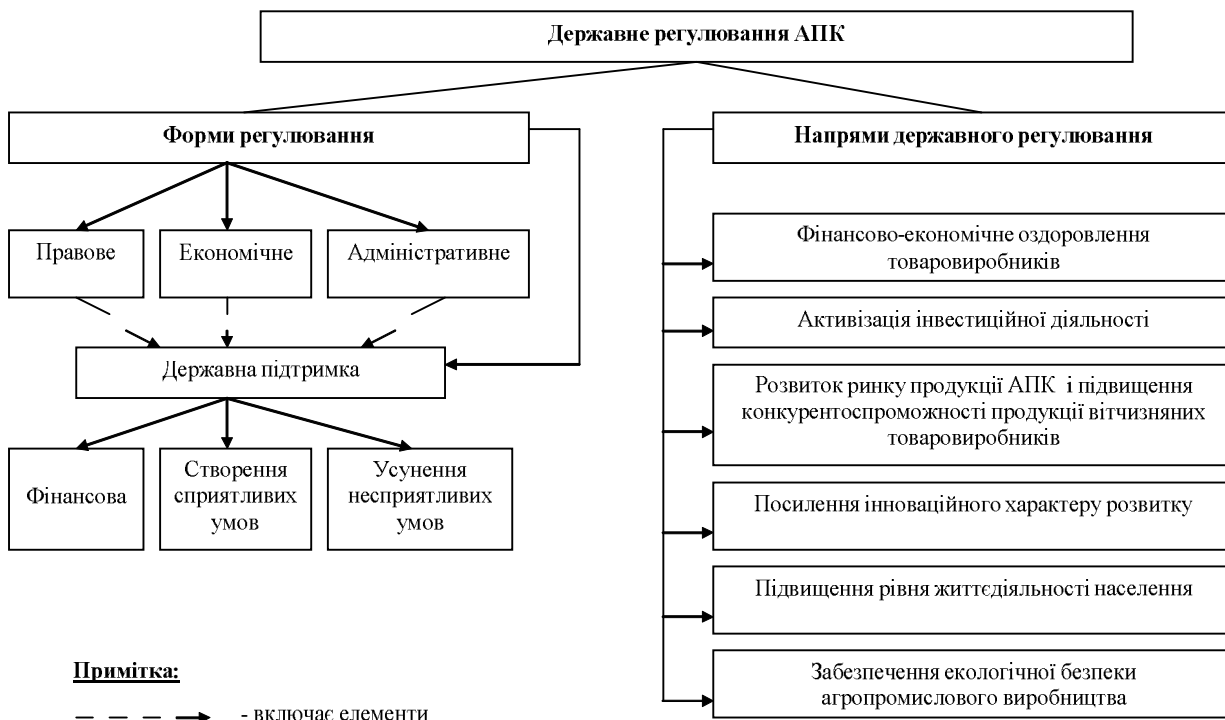 Державне регулювання АПК
Форми регулювання
Правове
Економічне
Адміністративне
Державна підтримка
Фінансова
Створення
сприятливих
умов
Усунення
несприятливих
умов
Примітка:
- включає елементи
Напрями державного регулювання
Фінансово-економічне оздоровлення
товаровиробників
Активізація інвестиційної діяльності
Розвиток ринку продукції АПК і підвищення
конкурентоспроможності продукції вітчизняних
товаровиробників
Посилення інноваційного характеру розвитку
Підвищення рівня життєдіяльності населення
Забезпечення екологічної безпеки
агропромислового виробництва